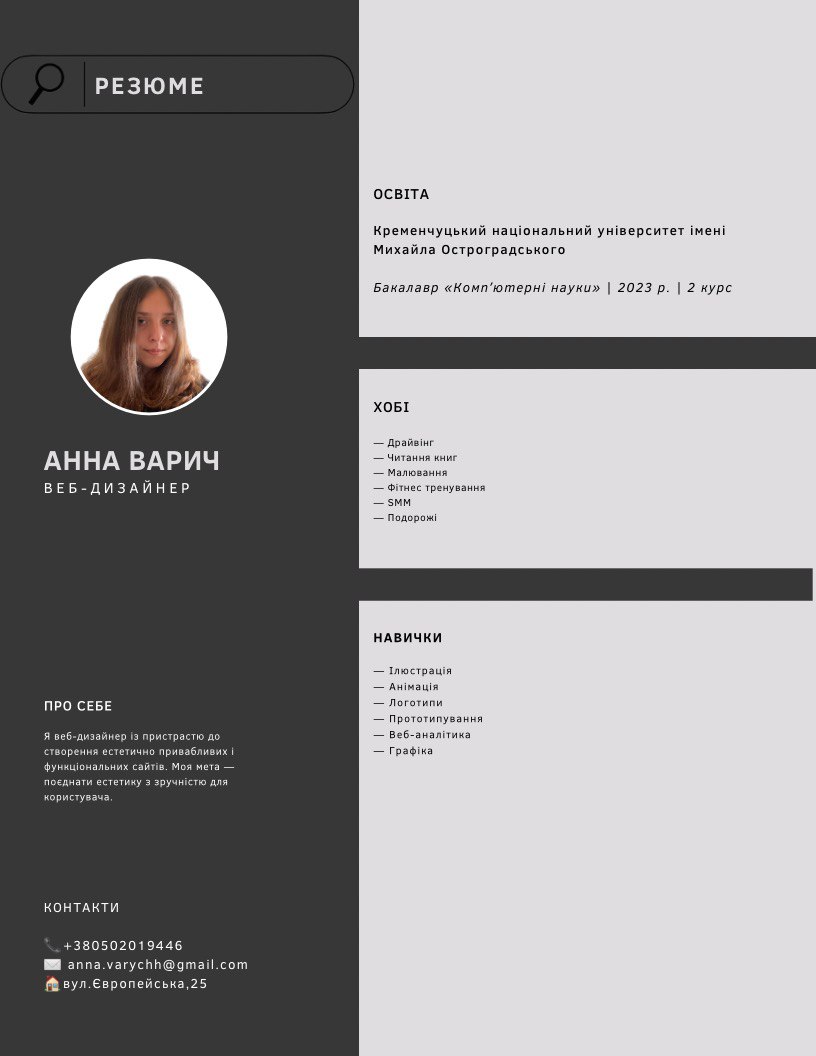 РЕЗЮМЕ
АННА ВАРИЧ
ВЕБ-ДИЗАЙНЕР
ПРО СЕБЕ
Я веб-дизайнер із пристрастю до
створення естетично привабливих і
функціональних сайтів. Моя мета —
поєднати естетику з зручністю для
користувача.
КОНТАКТИ
+380502019446
anna.varychh@gmail.com
вул.Європейська,25
ОСВІТА
Кременчуцький національний університет імені
Михайла Остроградського
Бакалавр «Комп’ютерні науки» | 2023 р. | 2 курс
ХОБІ
— Драйвінг
— Читання книг
— Малювання
— Фітнес тренування
— SMM
— Подорожі
НАВИЧКИ
— Ілюстрація
— Анімація
— Логотипи
— Прототипування
— Веб-аналітика
— Графіка